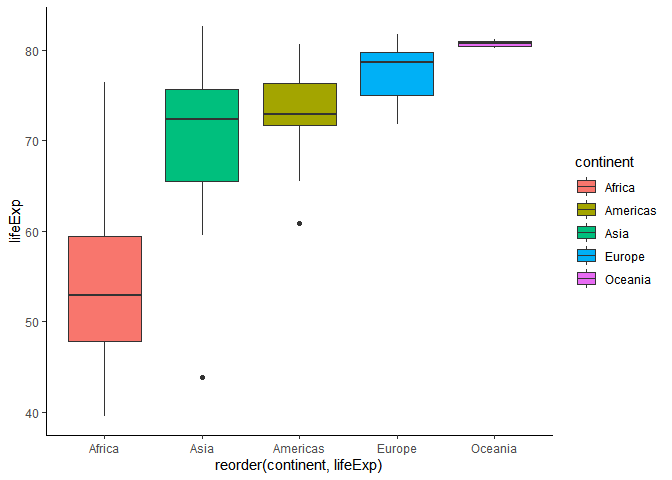 lifeExp
80
70
60
50
40
Africa Asia Americas Europe Oceania
reorder(continent, lifeExp)
continent
Africa
Americas
Asia
Europe
Oceania